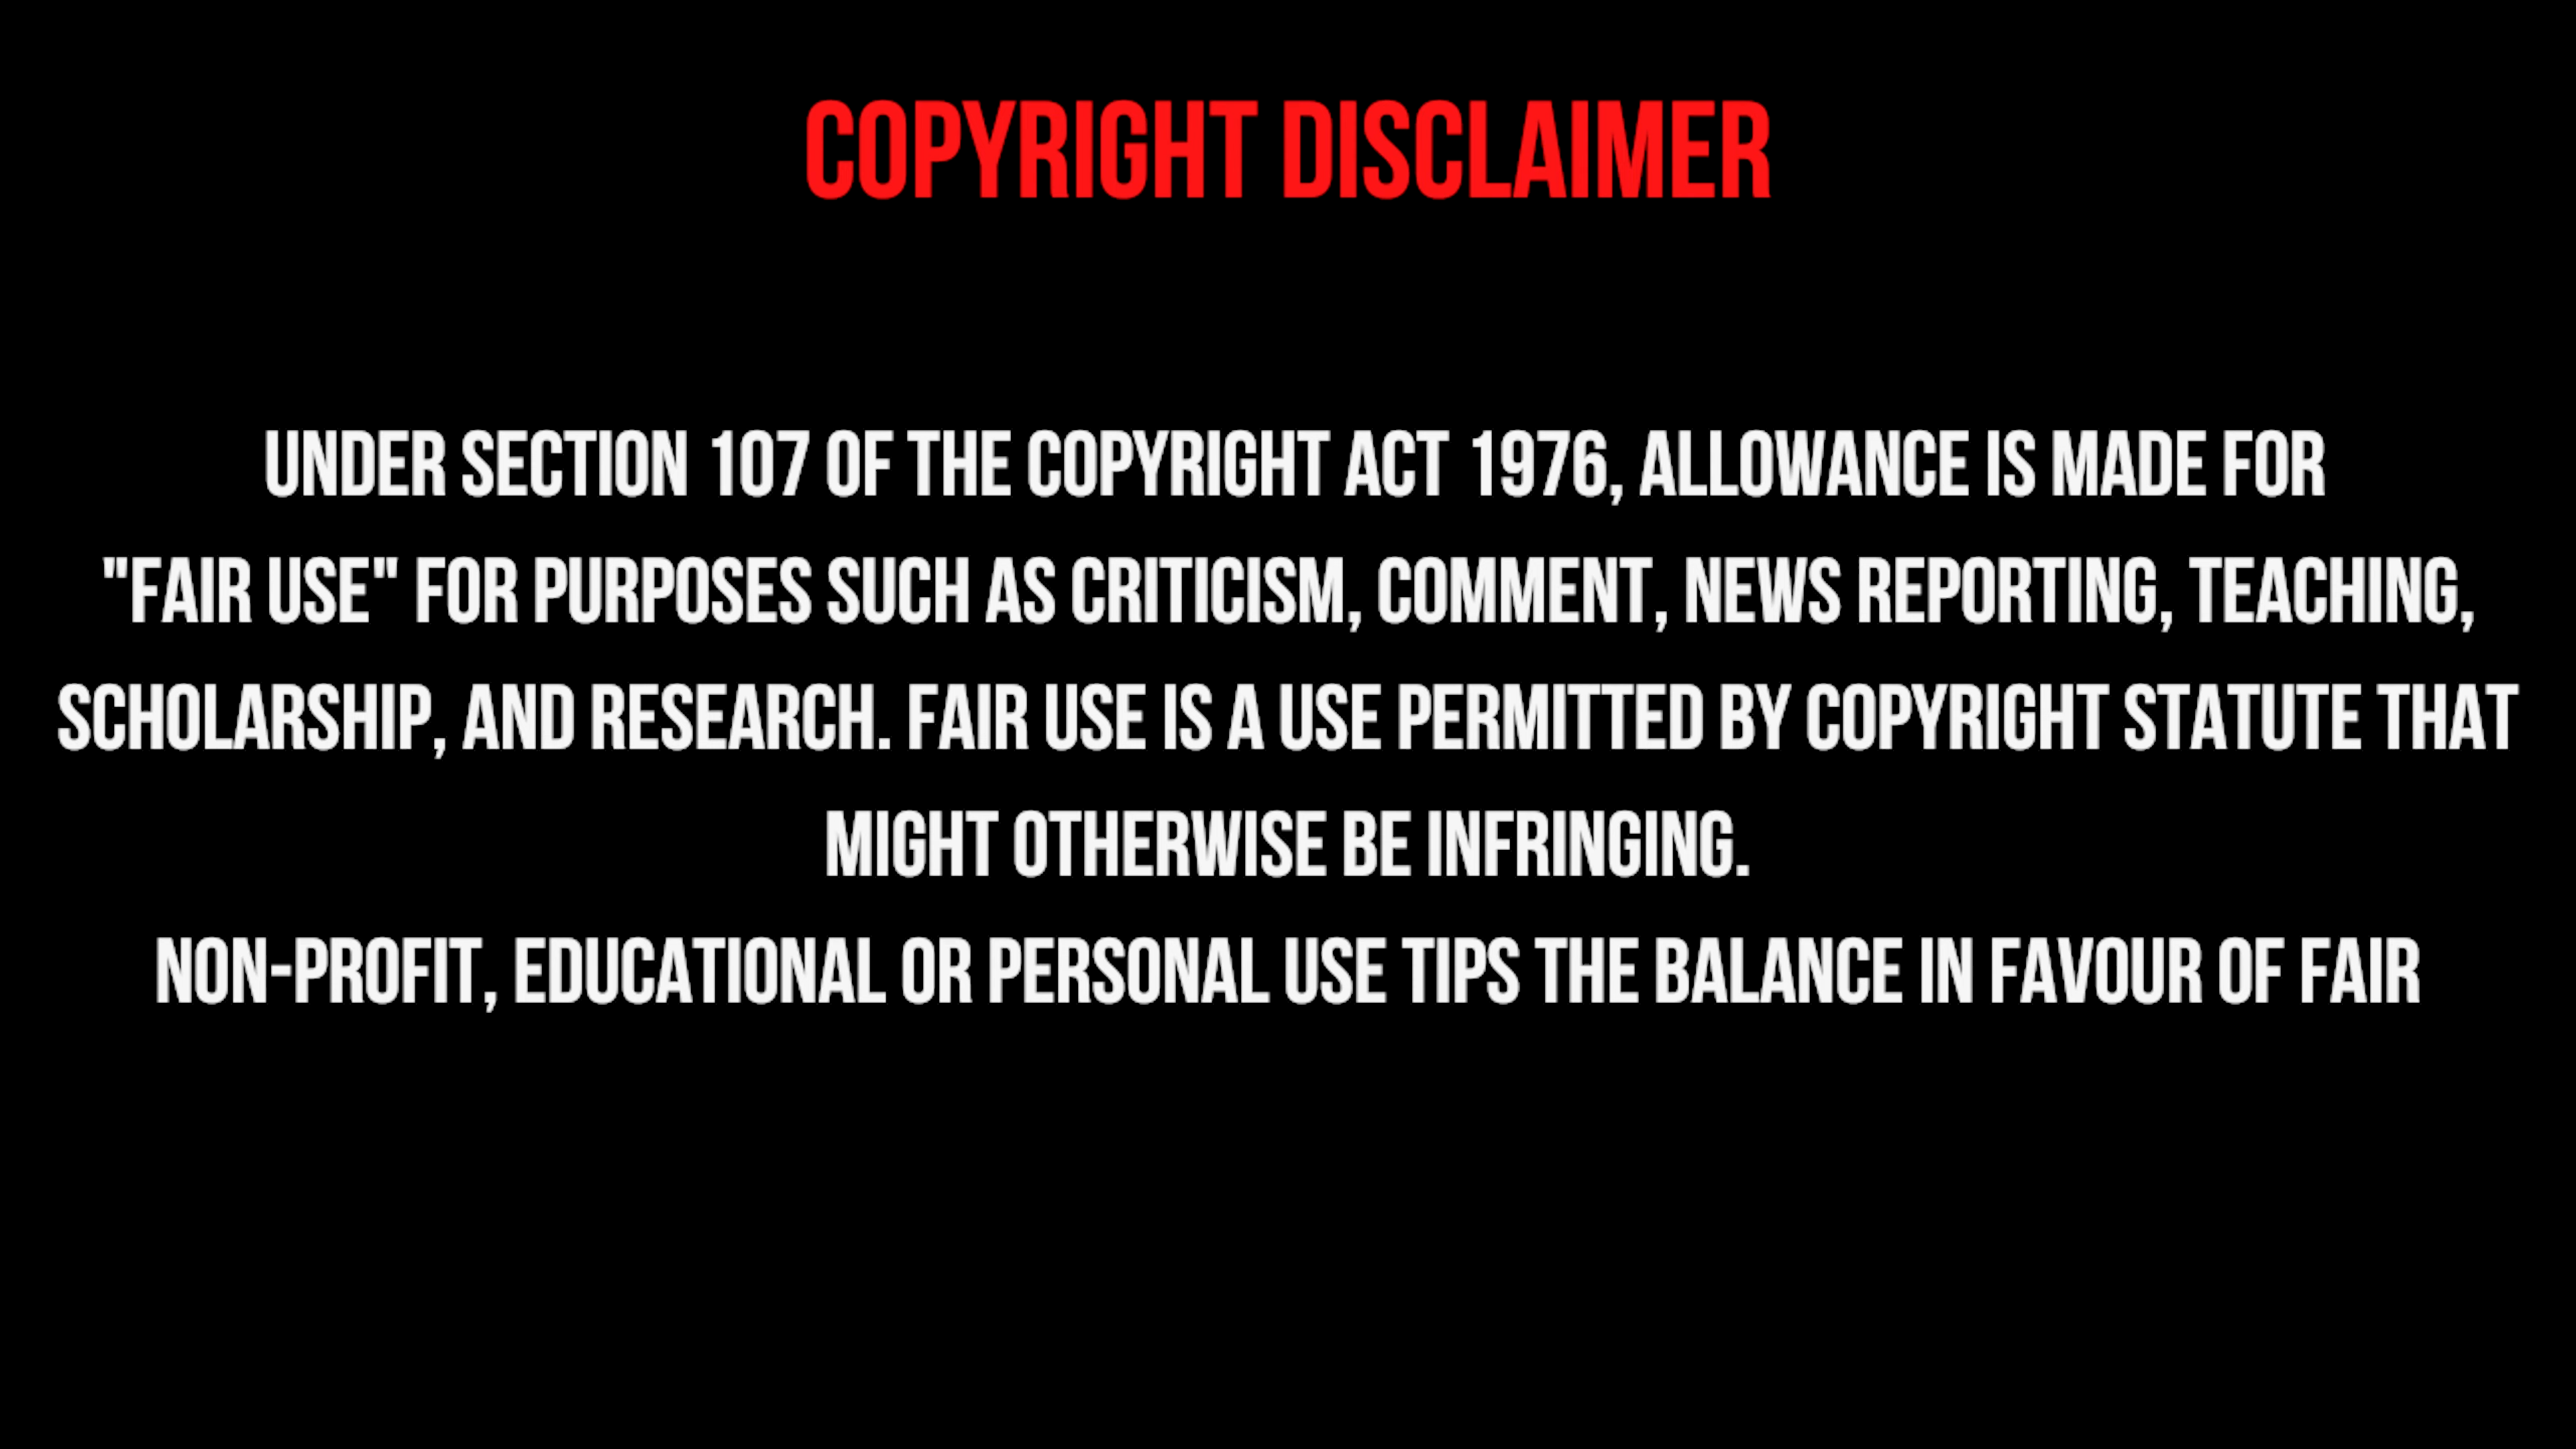 COPYRIGHT DISCLAIMER
UNDER SECTION 107 OF THE COPYRIGHT ACT 1976, ALLOWANCE IS MADE FOR
"FAIR USE" FOR PURPOSES SUCH AS CRITICISM, COMMENT, NEWS REPORTING, TEACHING,
SCHOLARSHIP, AND RESEARCH. FAIR USE IS A USE PERMITTED BY COPYRIGHT STATUTE THAT
MIGHT OTHERWISE BE INFRINGING.
NON-PROFIT, EDUCATIONAL OR PERSONAL USE TIPS THE BALANCE IN FAVOUR OF FAIR